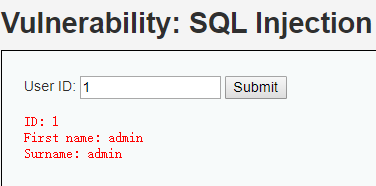 Vulnerability: SQL Injection
User ID: 1 Submit
ID: 1
First name: admin
Surname: admin